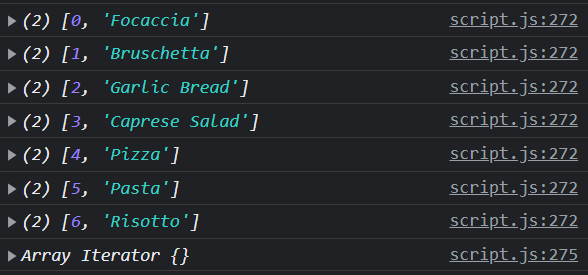 ▶ (2) [0, 'Focaccia'] script.js:272
▶ (2) [1, 'Bruschetta'] script.js:272
▶ (2) [2, 'Garlic Bread'] script.js:272
▶ (2) [3, 'Caprese Salad'] script.js:272
▶ (2) [4, 'Pizza'] script.js:272
▶ (2) [5, 'Pasta'] script.js:272
▶ (2) [6, 'Risotto'] script.js:272
▶ Array Iterator {} script.js:275